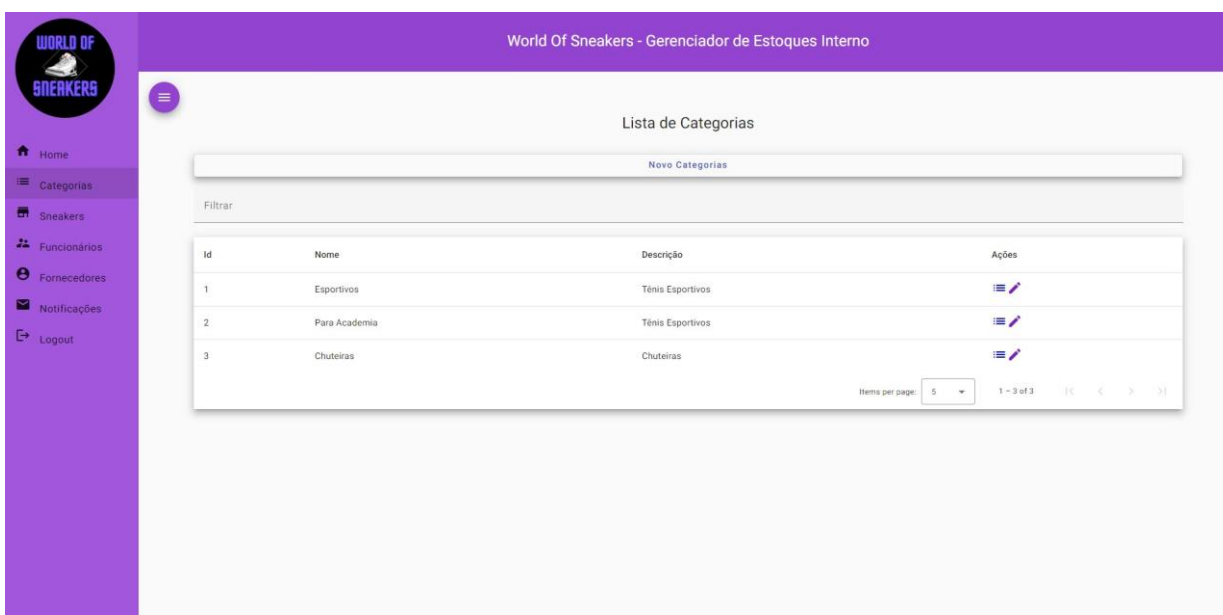 WORLD OF
SNEAKERS
World Of Sneakers - Gerenciador de Estoques Interno
Home
Categorias
Sneakers
Funcionários
Fornecedores
Notificações
Logout
Lista de Categorias
Novo Categorias
Filtrar
Id Nome Descrição Ações
1 Esportivos Tênis Esportivos
2 Para Academia Tênis Esportivos
3 Chuteiras Chuteiras
Items per page: 5 1 – 3 of 3